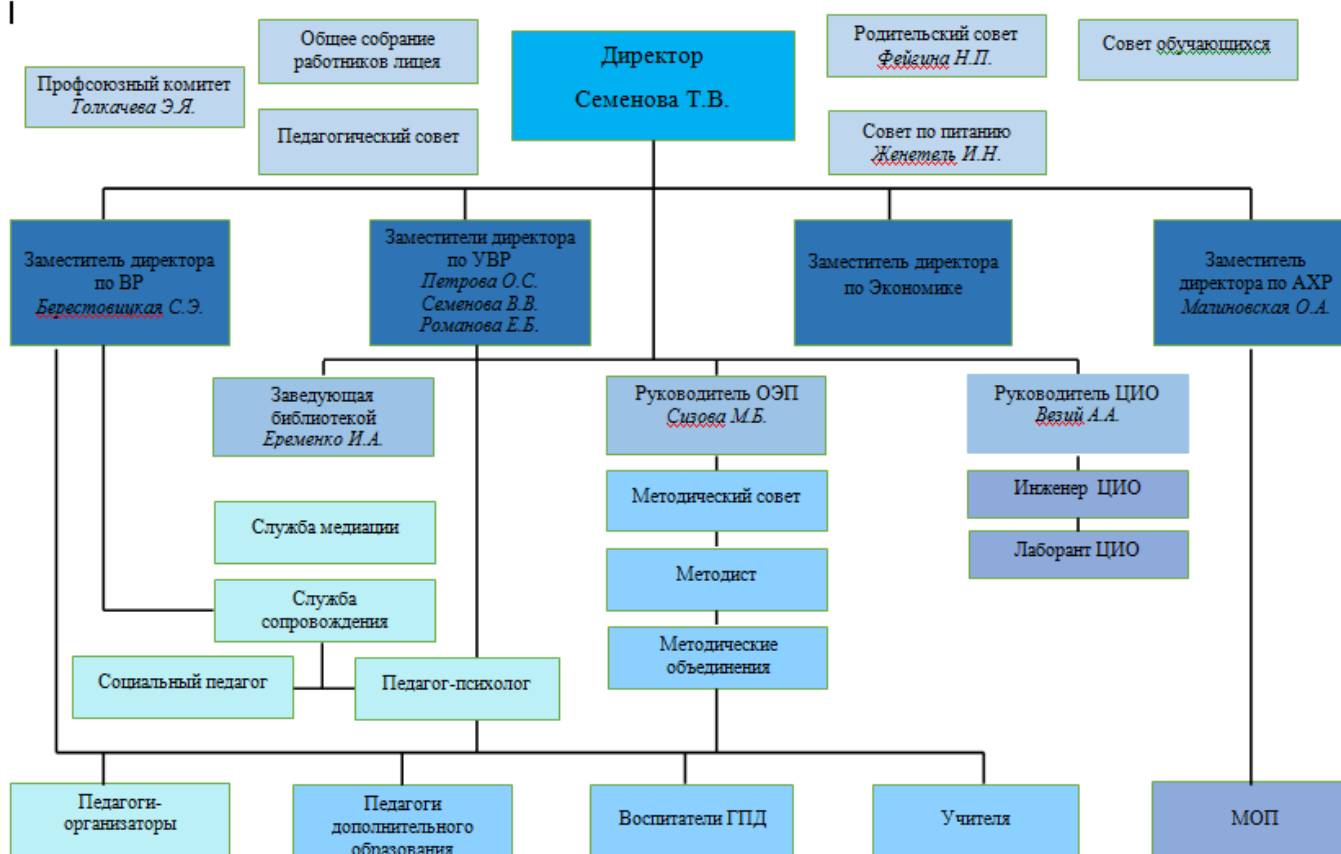 Общее собрание
работников лицея
Директор
Семенова Т.В.
Родительский совет
Фейгина Н.П.
Совет обучающихся
Профсоюзный комитет
Толкачева Э.Я.
Педагогический совет
Совет по питанию
Женетель И.Н.
Заместитель директора
по ВР
Берестовицкая С.Э.
Заместители директора
по УВР
Петрова О.С.
Семенова В.В.
Романова Е.Б.
Заместитель директора
по Экономике
Заместитель
директора по АХР
Малиновская О.А.
Заведующая
библиотекой
Еременко И.А.
Руководитель ОЭП
Сизова М.Б.
Руководитель ЦИО
Везий А.А.
Методический совет
Инженер ЦИО
Служба медиации
Лаборант ЦИО
Методист
Служба
сопровождения
Методические
объединения
Социальный педагог
Педагог-психолог
Педагоги-
организаторы
Педагоги
дополнительного
образования
Воспитатели ГПД
Учителя
МОП